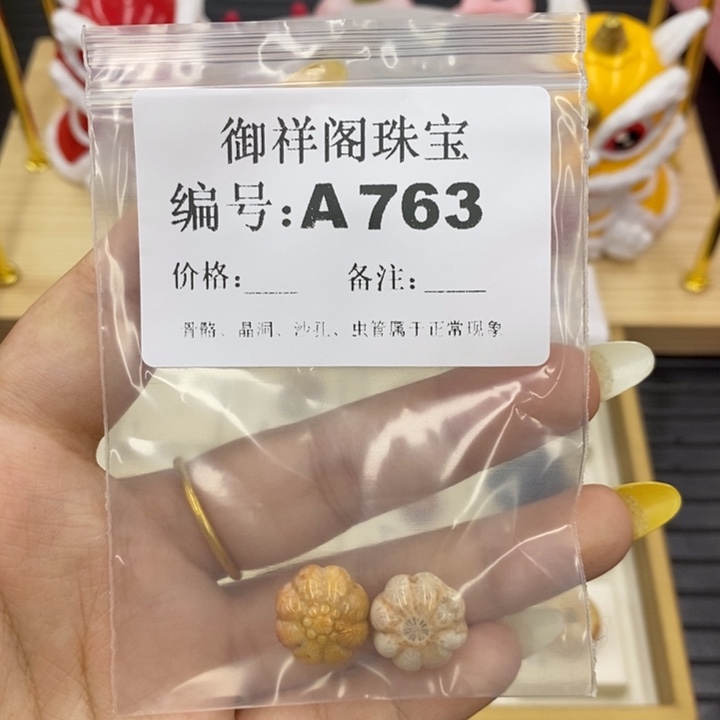 御祥阁珠宝
编号:A763
价格:____ 备注:____
骨骼、晶洞、沙孔、虫管属于正常现象